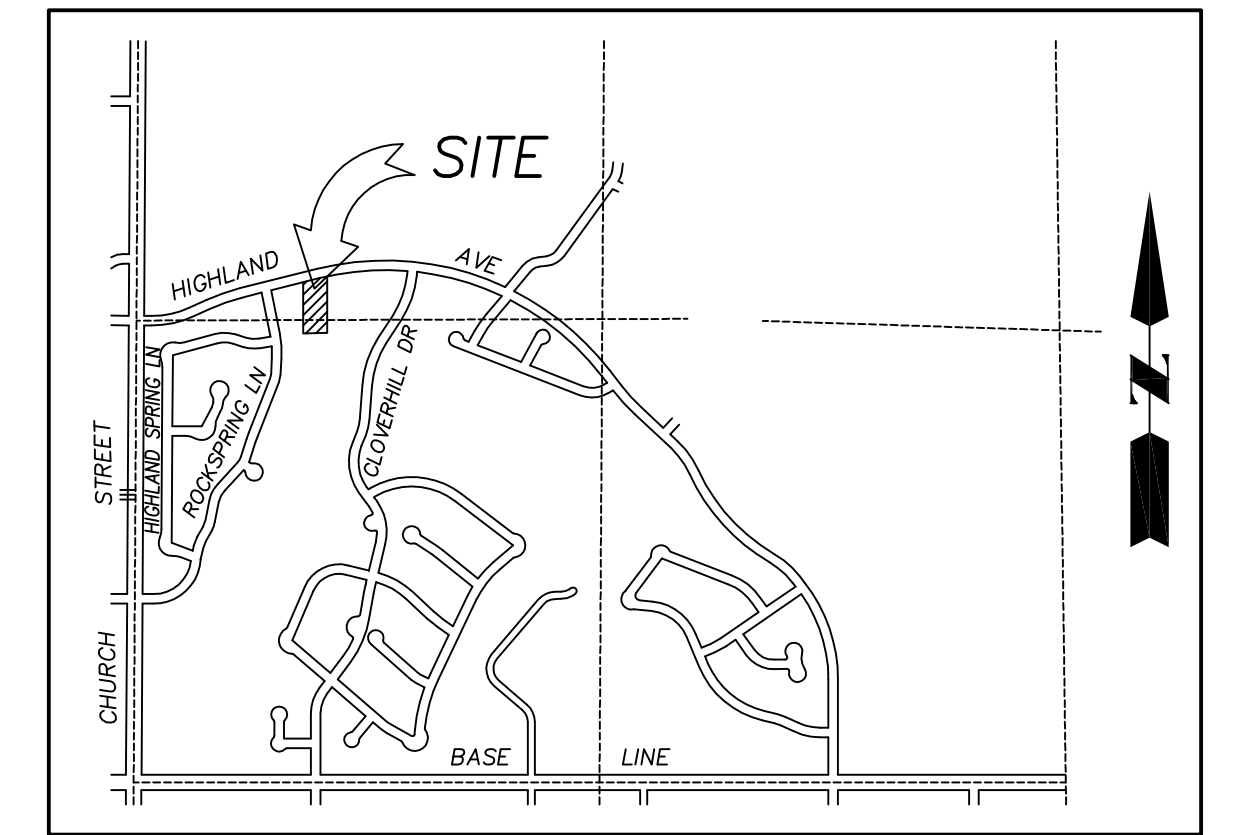 SITE
HIGHLAND AVE
HIGHLAND SPRING LN
ROCKSPRING LN
CLOVERHILL DR
CHURCH STREET
BASE LINE
N